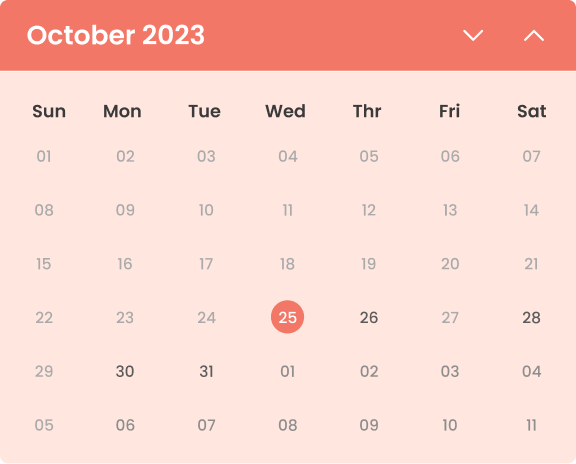 October 2023
Sun Mon Tue Wed Thr Fri Sat
01 02 03 04 05 06 07
08 09 10 11 12 13 14
15 16 17 18 19 20 21
22 23 24 25 26 27 28
29 30 31 01 02 03 04
05 06 07 08 09 10 11